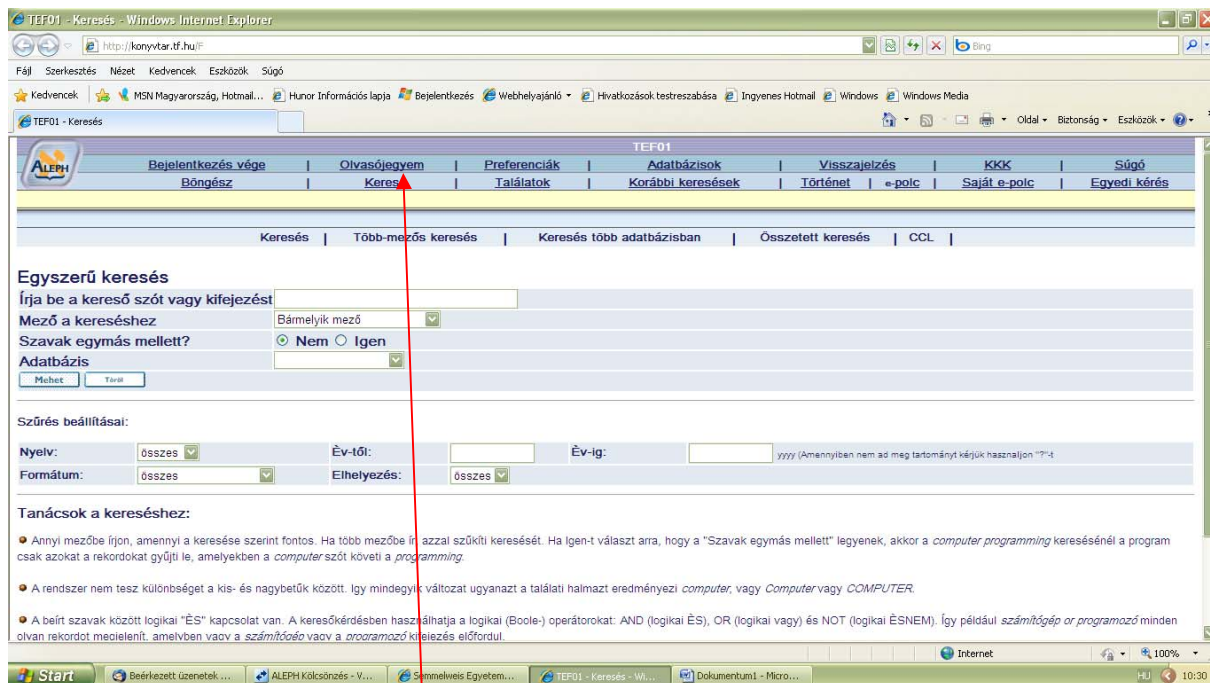 TEF01 - Keresés - Windows Internet Explorer
http://konyvtar.tf.hu/F
Bing
Fájl Szerkesztés Nézet Kedvencek Eszközök Súgó
Kedvencek MSN Magyarország, Hotmail... Hunor Információs lapja Bejelentkezés Webhelyajánló Hivatkozások testreszabása Ingyenes Hotmail Windows Windows Media
TEF01 - Keresés Oldal Biztonság Eszközök
TEF01
ALEPH
Bejelentkezés vége | Olvasójegyem | Preferenciák | Adatbázisok | Visszajelzés | KKK | Súgó
Böngész | Keres | Találatok | Korábbi keresések | Történet | e-polc | Saját e-polc | Egyedi kérés
Keresés | Több-mezős keresés | Keresés több adatbázisban | Összetett keresés | CCL |
Egyszerű keresés
Írja be a kereső szót vagy kifejezést
Mező a kereséshez Bármelyik mező
Szavak egymás mellett? Nem Igen
Adatbázis
Mehet Töröl
Szűrés beállításai:
Nyelv: összes Èv-től: Èv-ig: yyyy (Amennyiben nem ad meg tartományt kérjük hasznaljon "?"-t
Formátum: összes Elhelyezés: összes
Tanácsok a kereséshez:
Annyi mezőbe írjon, amennyi a keresése szerint fontos. Ha több mezőbe ír, azzal szűkíti keresését. Ha Igen-t választ arra, hogy a "Szavak egymás mellett" legyenek, akkor a computer programming keresésénél a program
csak azokat a rekordokat gyűjti le, amelyekben a computer szót követi a programming.
A rendszer nem tesz különbséget a kis- és nagybetűk között. Igy mindegyik változat ugyanazt a találati halmazt eredményezi computer, vagy Computer vagy COMPUTER.
A beírt szavak között logikai "ÈS" kapcsolat van. A keresőkérdésben használhatja a logikai (Boole-) operátorokat: AND (logikai ÈS), OR (logikai vagy) és NOT (logikai ÈSNEM). Így például számítógép or programozó minden
olyan rekordot megjelenít, amelyben vagy a számítógép vagy a programozó kifejezés előfordul.
Internet 100%
Start Beérkezett üzenetek ... ALEPH Kölcsönzés - V... Semmelweis Egyetem... TEF01 - Keresés - Wi... Dokumentum1 - Micro... HU 10:30